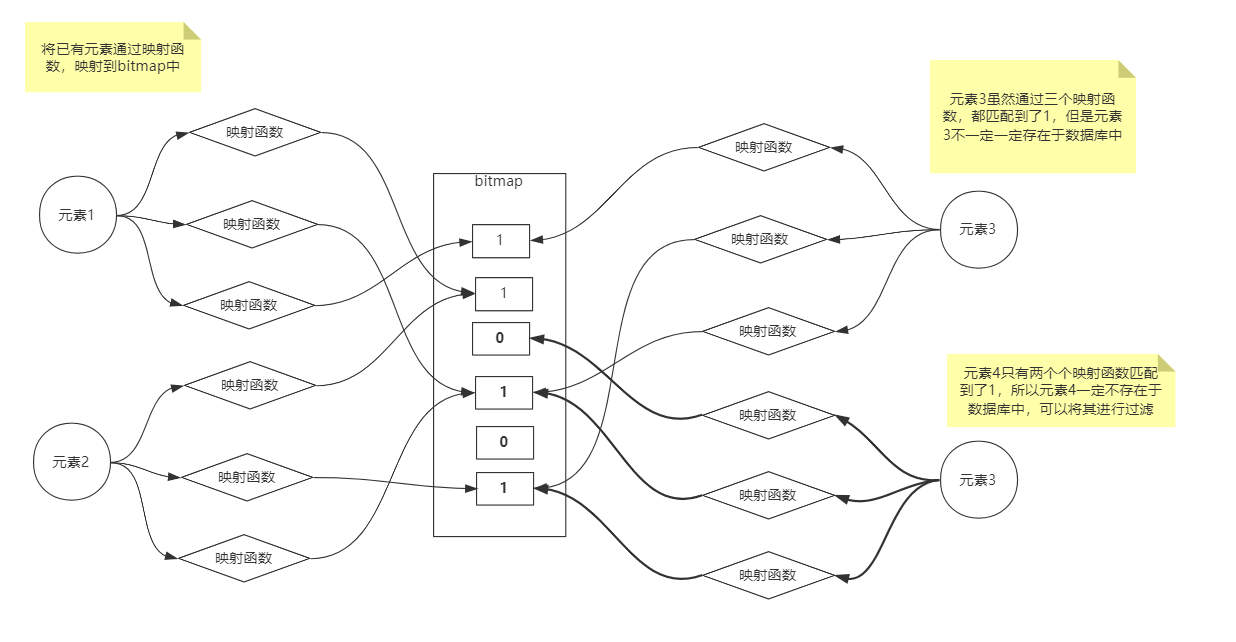 将已有元素通过映射函
数，映射到bitmap中
元素1
映射函数
映射函数
映射函数
元素2
映射函数
映射函数
映射函数
bitmap
1
1
0
1
0
1
元素3虽然通过三个映射函
数，都匹配到了1，但是元素
3不一定一定存在于数据库中
映射函数
映射函数
映射函数
元素3
元素4只有两个个映射函数匹配
到了1，所以元素4一定不存在于
数据库中，可以将其进行过滤
映射函数
映射函数
映射函数
元素3